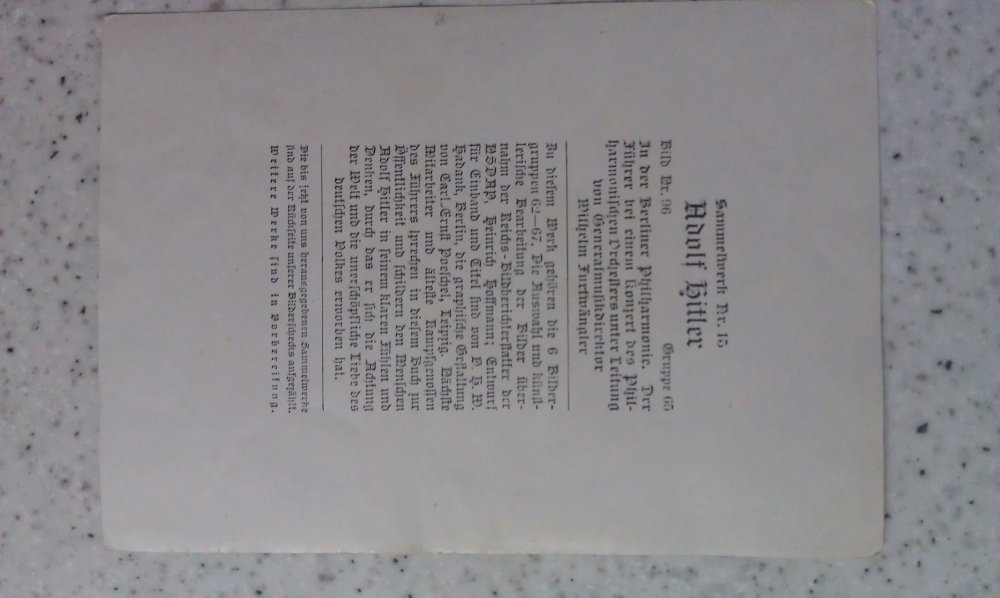 Sammelwerk Nr. 15
Adolf Hitler
Bild Nr. 96 Gruppe 65
In der Berliner Philharmonie. Der
Führer bei einem Konzert des Phil-
harmonischen Orchesters unter Leitung
von Generalmusikdirektor
Wilhelm Furtwängler
Zu diesem Werk gehören die 6 Bilder-
gruppen 62—67. Die Auswahl und künst-
lerische Bearbeitung der Bilder über-
nahm der Reichs-Bildberichterstatter der
NSDAP, Heinrich Hoffmann; Entwurf
für Einband und Titel sind von O. H. W.
Hadank, Berlin, die graphische Gestaltung
von Carl Ernst Poeschel, Leipzig. Nächste
Mitarbeiter und älteste Kampfgenossen
des Führers sprechen in diesem Buch zur
Öffentlichkeit und schildern den Menschen
Adolf Hitler in seinem klaren Fühlen und
Denken, durch das er sich die Achtung
der Welt und die unerschöpfliche Liebe des
deutschen Volkes erworben hat.
Die bis jetzt von uns herausgegebenen Sammelwerke
sind auf der Rückseite unserer Bilderschecks aufgezählt.
Weitere Werke sind in Vorbereitung.